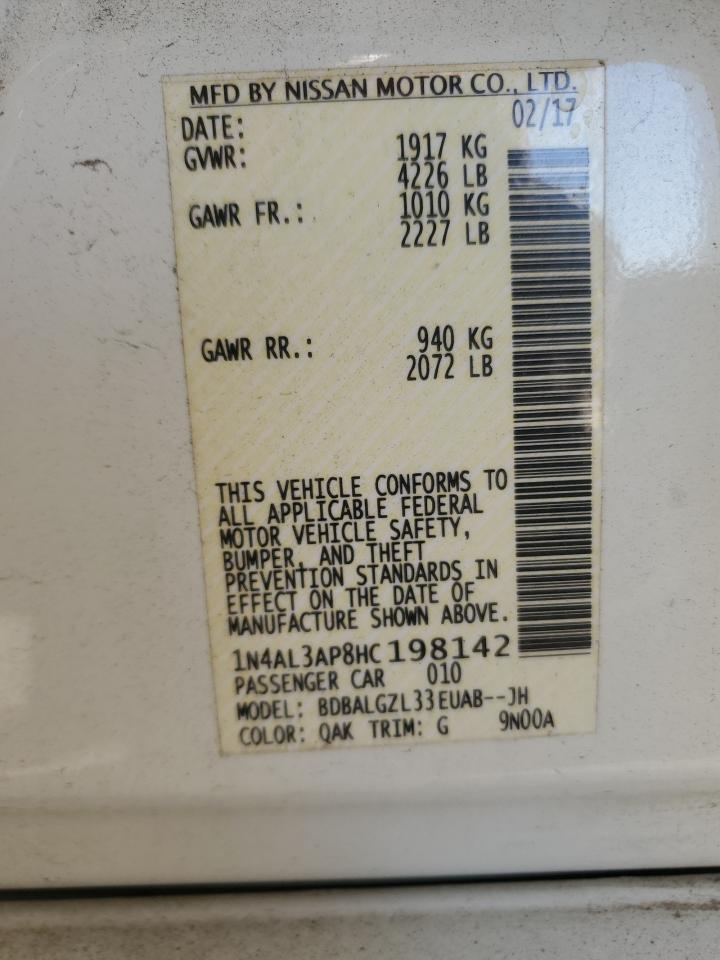 MFD BY NISSAN MOTOR CO., LTD.
DATE: 02/17
GVWR: 1917 KG
4226 LB
GAWR FR.: 1010 KG
2227 LB
GAWR RR.: 940 KG
2072 LB
THIS VEHICLE CONFORMS TO
ALL APPLICABLE FEDERAL
MOTOR VEHICLE SAFETY,
BUMPER, AND THEFT
PREVENTION STANDARDS IN
EFFECT ON THE DATE OF
MANUFACTURE SHOWN ABOVE.
1N4AL3AP8HC198142
PASSENGER CAR 010
MODEL: BDBALGZL33EUAB--JH
COLOR: QAK TRIM: G 9N00A